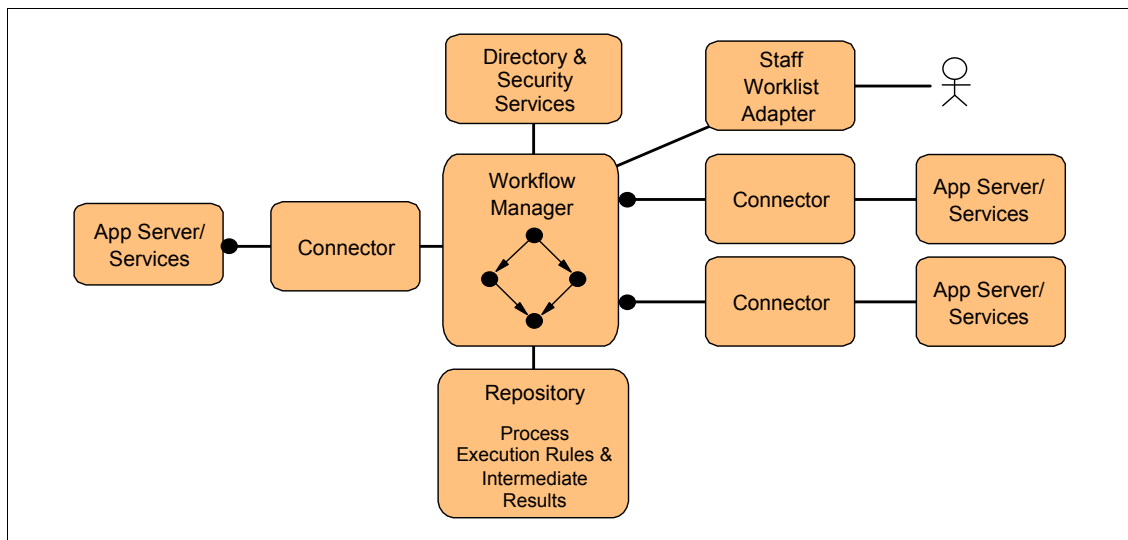 Directory &
Security
Services
Staff
Worklist
Adapter
Workflow
Manager
Connector
App Server/
Services
App Server/
Services
Connector
Connector
App Server/
Services
Repository
Process
Execution Rules &
Intermediate
Results